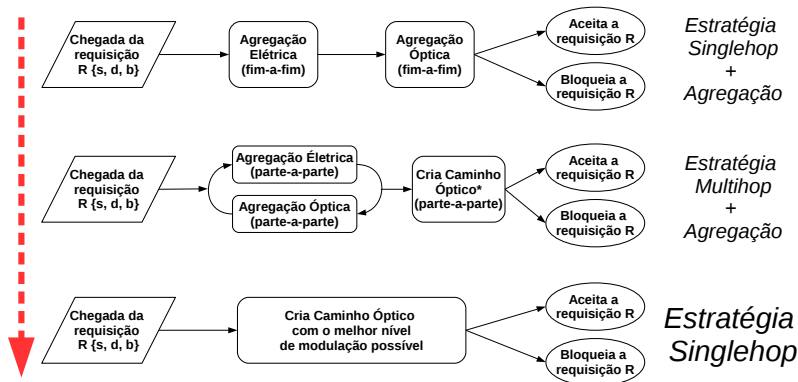 Chegada da
requisição
R {s, d, b}
Agregação
Elétrica
(fim-a-fim)
Agregação
Óptica
(fim-a-fim)
Aceita a
requisição R
Bloqueia a
requisição R
Estratégia
Singlehop
+
Agregação
Chegada da
requisição
R {s, d, b}
Agregação Életrica
(parte-a-parte)
Agregação Óptica
(parte-a-parte)
Cria Caminho
Óptico*
(parte-a-parte)
Aceita a
requisição R
Bloqueia a
requisição R
Estratégia
Multihop
+
Agregação
Chegada da
requisição
R {s, d, b}
Cria Caminho Óptico
com o melhor nível
de modulação possível
Aceita a
requisição R
Bloqueia a
requisição R
Estratégia
Singlehop